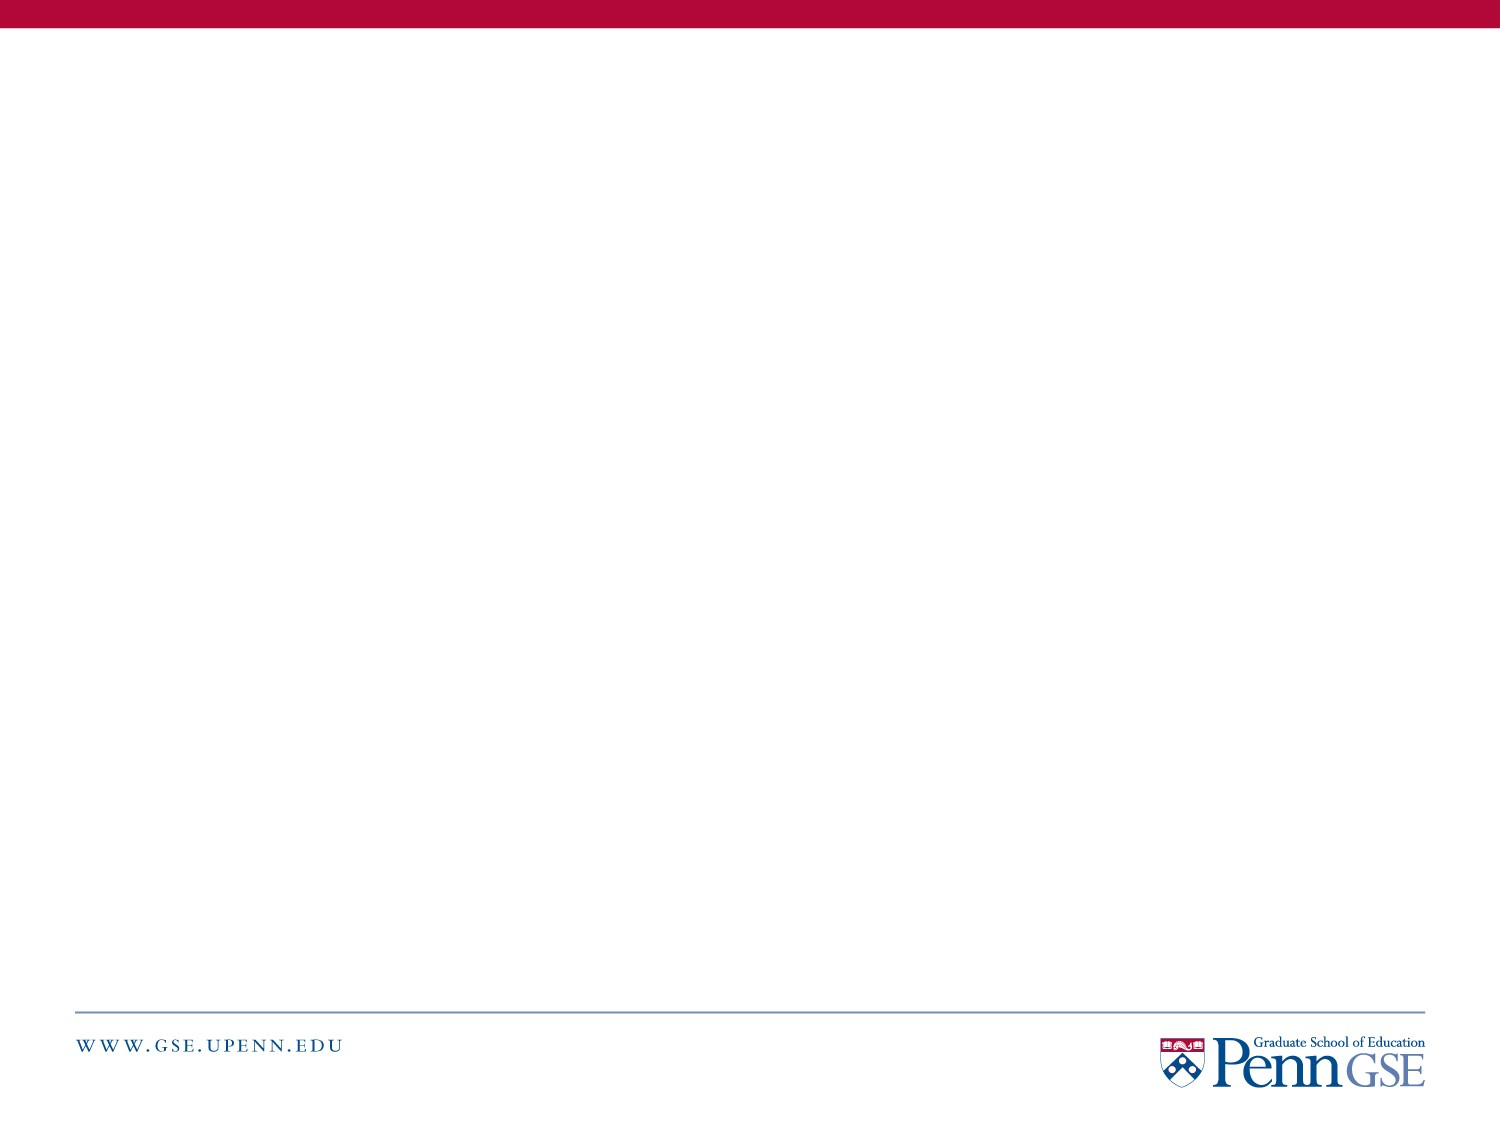 WWW.GSE.UPENN.EDU
Graduate School of Education
Penn GSE